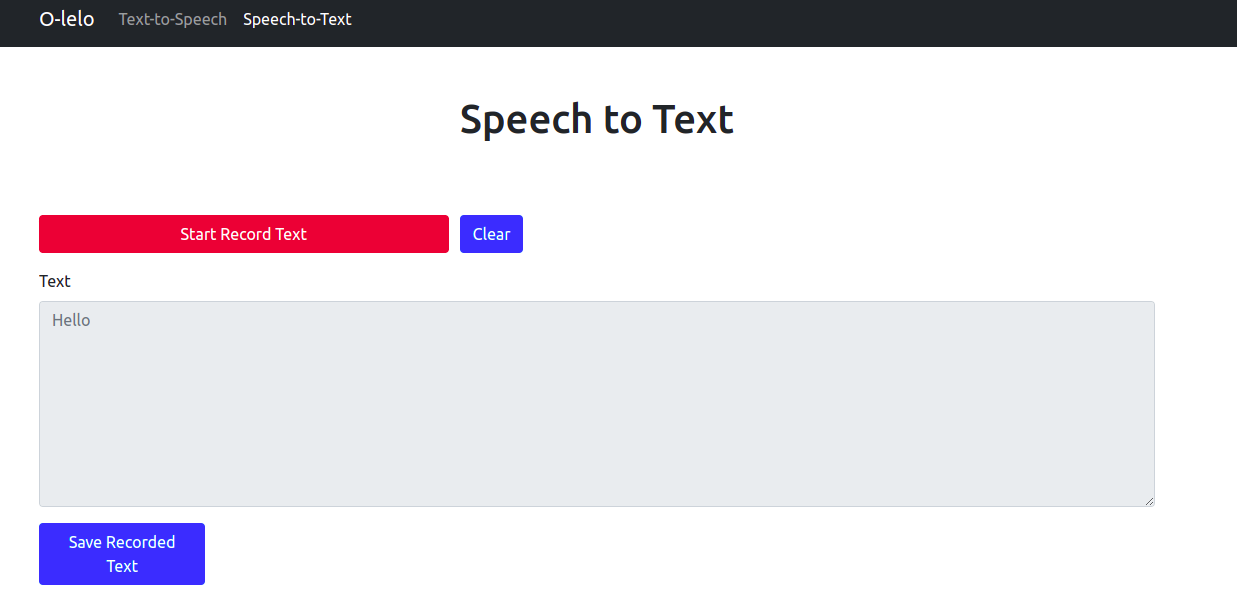 O-lelo Text-to-Speech Speech-to-Text
Speech to Text
Start Record Text Clear
Text
Hello
Save Recorded
Text